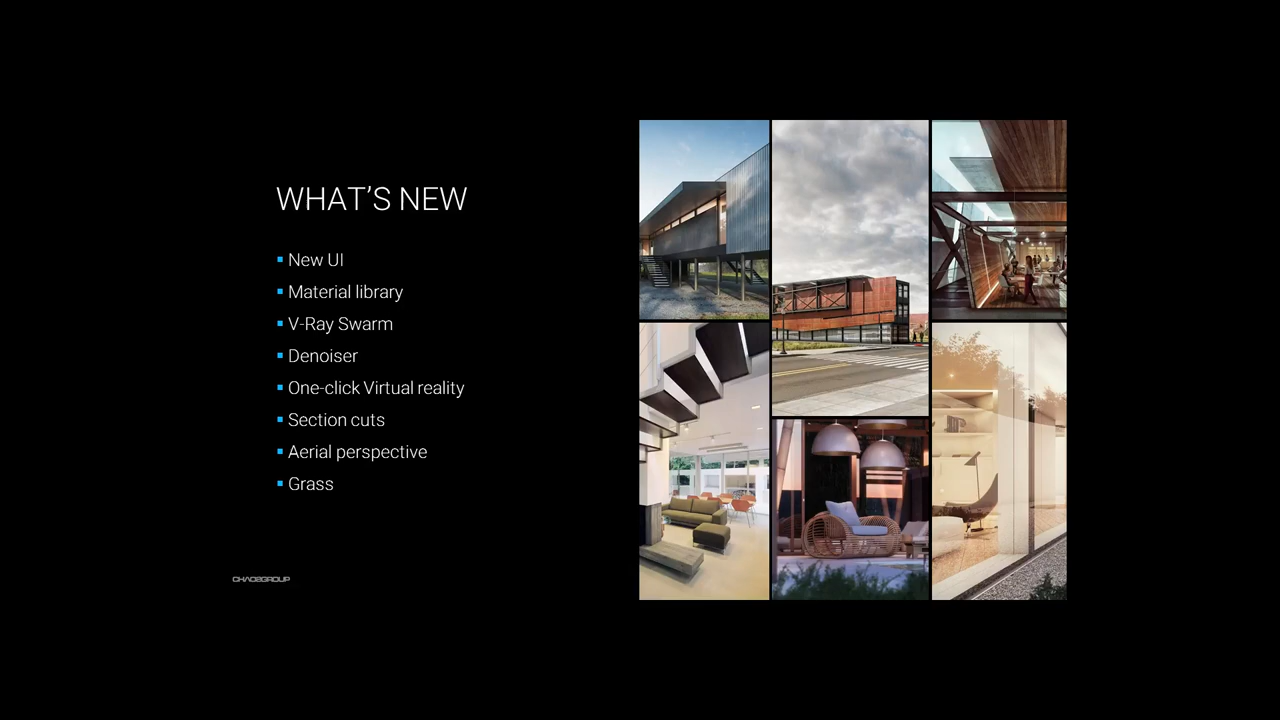 WHAT'S NEW
▪ New UI
▪ Material library
▪ V-Ray Swarm
▪ Denoiser
▪ One-click Virtual reality
▪ Section cuts
▪ Aerial perspective
▪ Grass
CHAOSGROUP